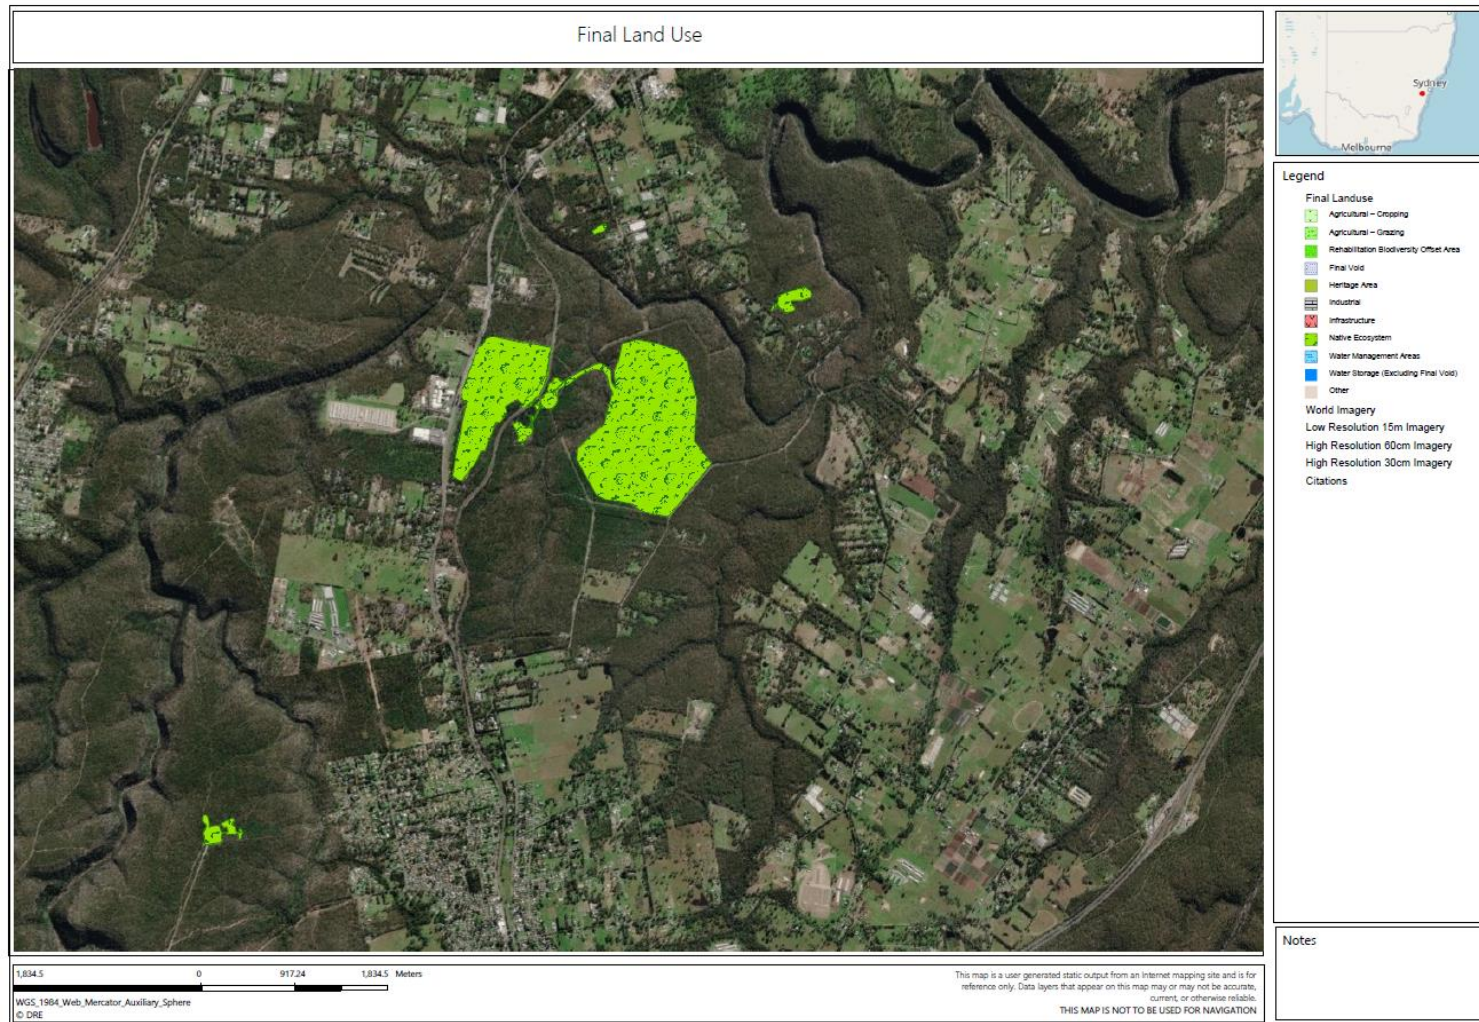 Final Land Use
Sydney
Melbourne
Legend
Final Landuse
Agricultural – Cropping
Agricultural – Grazing
Rehabilitation Biodiversity Offset Area
Final Void
Heritage Area
Industrial
Infrastructure
Native Ecosystem
Water Management Areas
Water Storage (Excluding Final Void)
Other
World Imagery
Low Resolution 15m Imagery
High Resolution 60cm Imagery
High Resolution 30cm Imagery
Citations
Notes
1,834.5 0 917.24 1,834.5 Meters
WGS_1984_Web_Mercator_Auxiliary_Sphere
© DRE
This map is a user generated static output from an Internet mapping site and is for
reference only. Data layers that appear on this map may or may not be accurate,
current, or otherwise reliable.
THIS MAP IS NOT TO BE USED FOR NAVIGATION